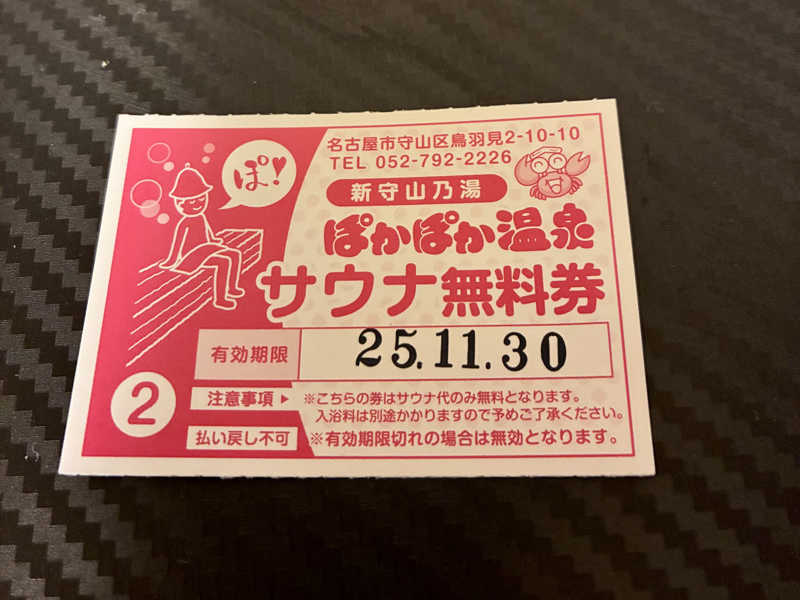 名古屋市守山区鳥羽見2-10-10
TEL 052-792-2226
ぽ!
新守山乃湯
ぽかぽか温泉
サウナ無料券
有効期限 25.11.30
2
注意事項▶ ※こちらの券はサウナ代のみ無料となります。
入浴料は別途かかりますので予めご了承ください。
払い戻し不可 ※有効期限切れの場合は無効となります。